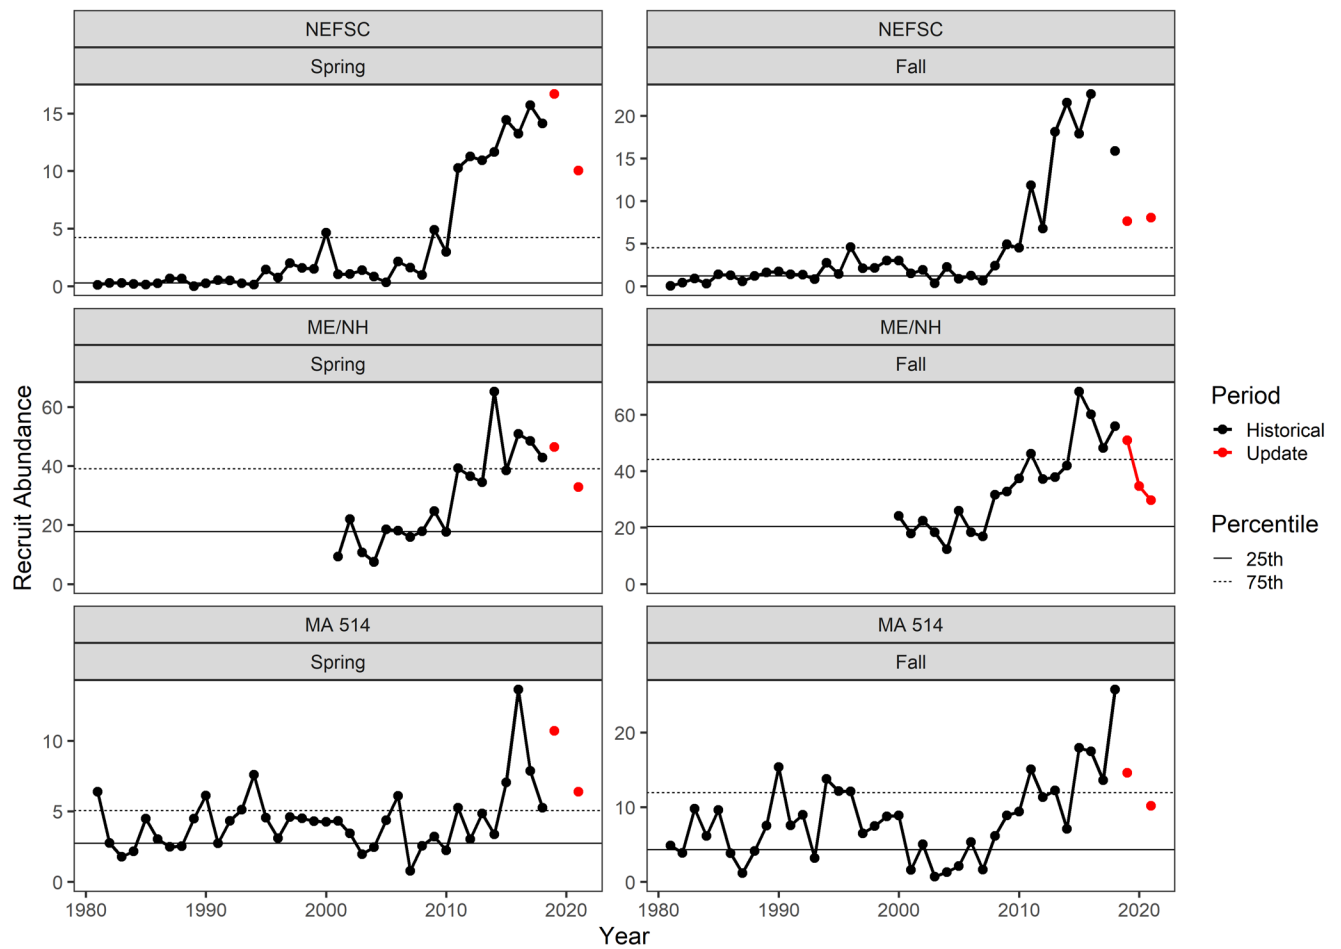 NEFSC
Spring
0
5
10
15
NEFSC
Fall
0
5
10
15
20
ME/NH
Spring
0
20
40
60
ME/NH
Fall
0
20
40
60
MA 514
Spring
0
5
10
MA 514
Fall
0
10
20
1980 1990 2000 2010 2020
1980 1990 2000 2010 2020
Year
Recruit Abundance
Period
Historical
Update
Percentile
25th
75th